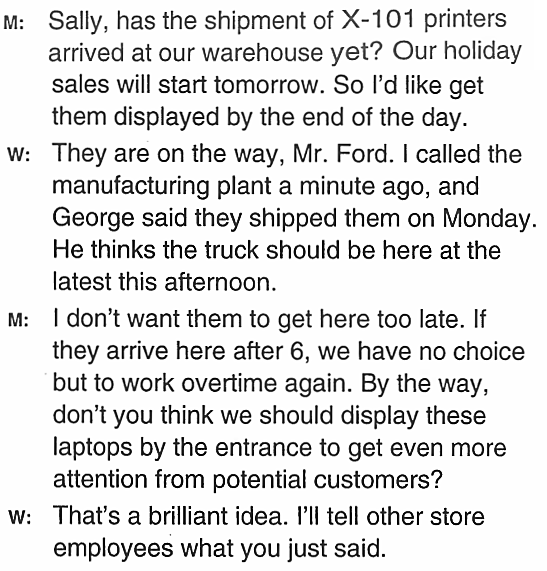 M: Sally, has the shipment of X-101 printers
arrived at our warehouse yet? Our holiday
sales will start tomorrow. So I'd like get
them displayed by the end of the day.
W: They are on the way, Mr. Ford. I called the
manufacturing plant a minute ago, and
George said they shipped them on Monday.
He thinks the truck should be here at the
latest this afternoon.
M: I don't want them to get here too late. If
they arrive here after 6, we have no choice
but to work overtime again. By the way,
don't you think we should display these
laptops by the entrance to get even more
attention from potential customers?
W: That's a brilliant idea. I'll tell other store
employees what you just said.